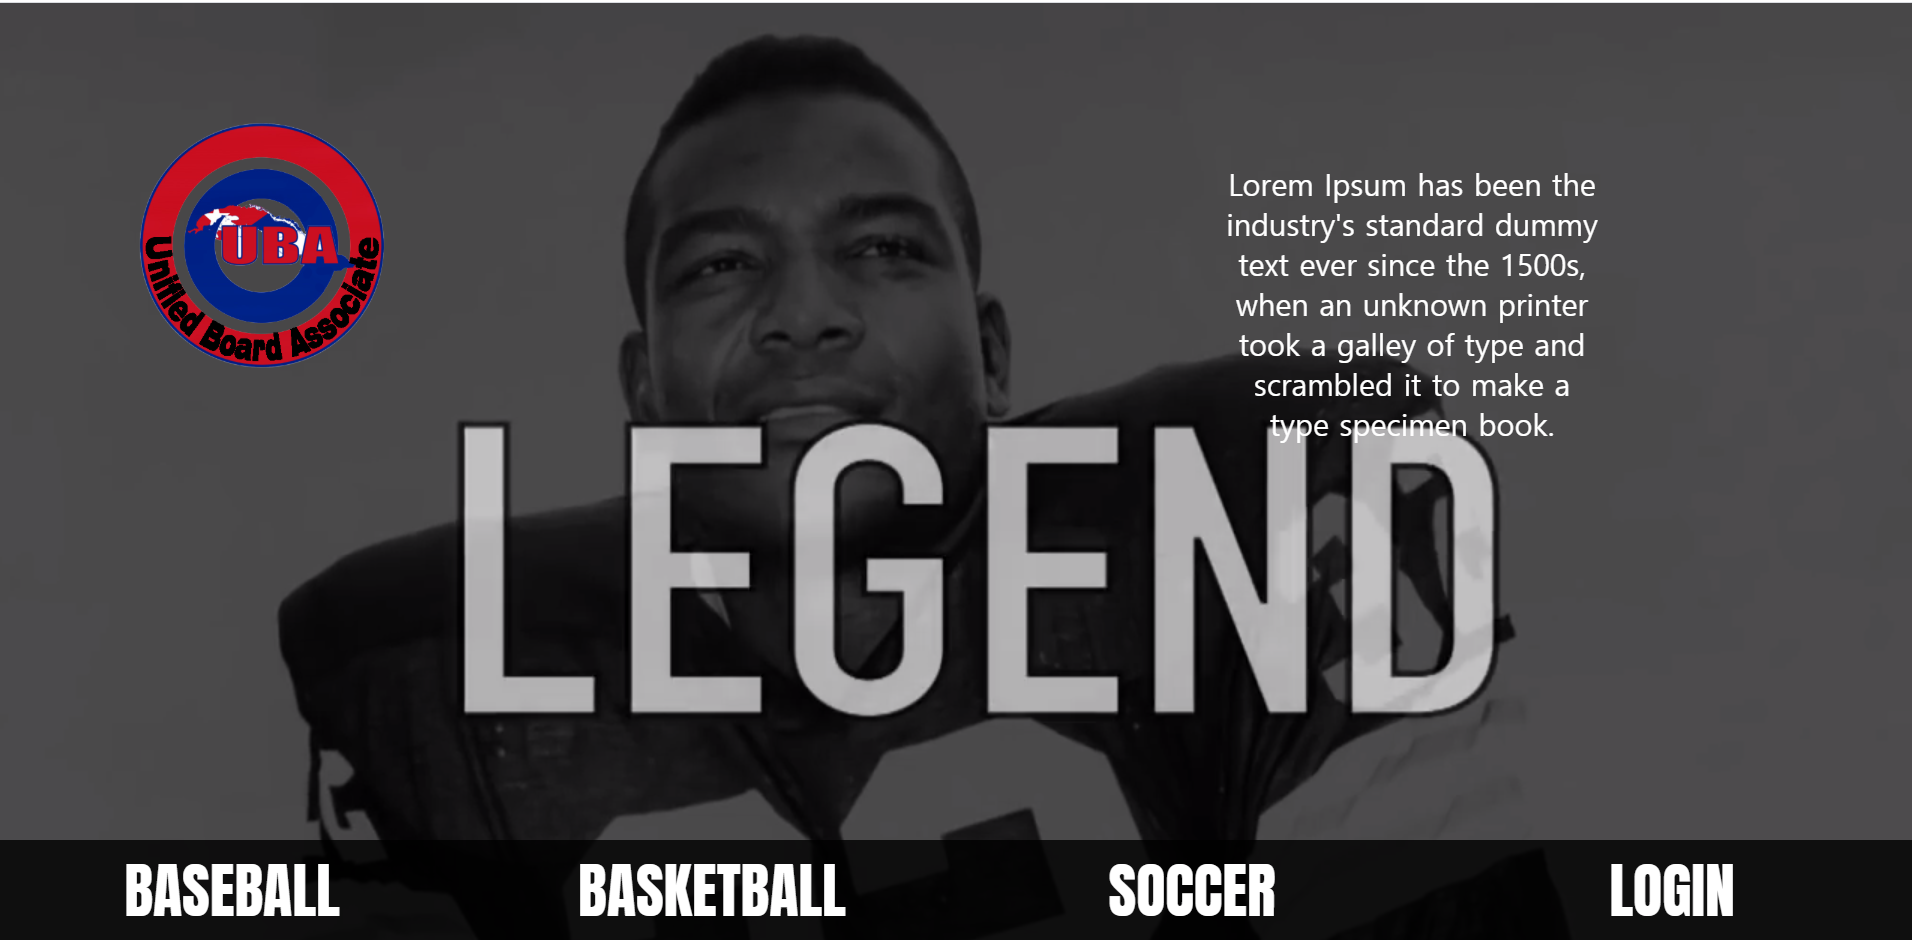 UBA
Unified Board Associate
Lorem Ipsum has been the
industry's standard dummy
text ever since the 1500s,
when an unknown printer
took a galley of type and
scrambled it to make a
type specimen book.
LEGEND
BASEBALL BASKETBALL SOCCER LOGIN